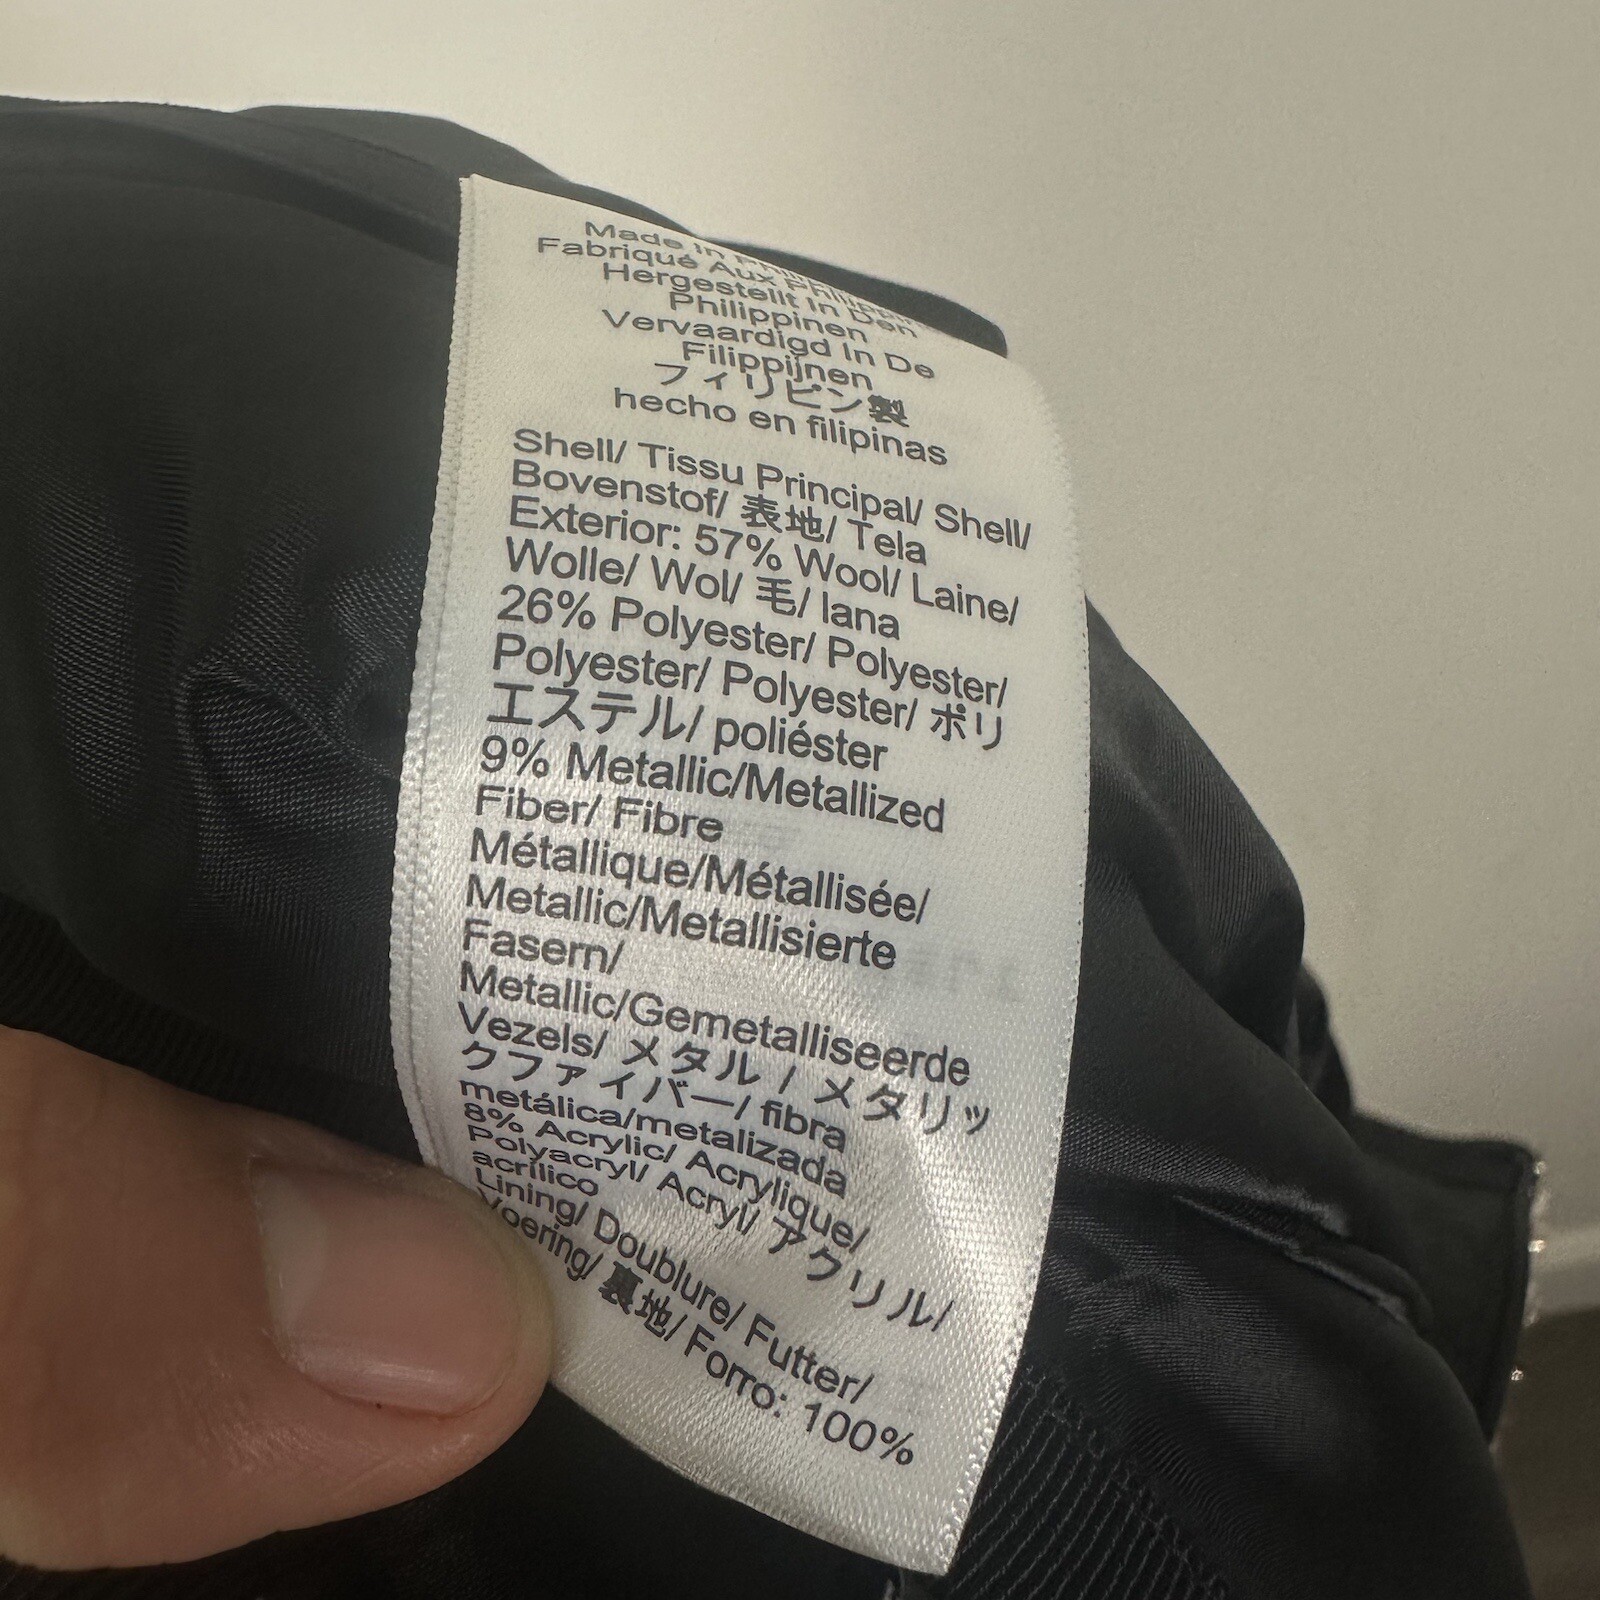 Made In Philippin
Fabriqué Aux Philippin
Hergestellt In Den
Philippinen
Vervaardigd In De
Filippijnen
フィリピン製
hecho en filipinas
Shell/ Tissu Principal/ Shell/
Bovenstof/ 表地/ Tela
Exterior: 57% Wool/ Laine/
Wolle/ Wol/ 毛/ lana
26% Polyester/ Polyester/
Polyester/ Polyester/ ポリ
エステル/ poliéster
9% Metallic/Metallized
Fiber/ Fibre
Métallique/Métallisée/
Metallic/Metallisierte
Fasern/
Metallic/Gemetalliseerde
Vezels/ メタル / メタリッ
クファイバー/ fibra
metálica/metalizada
8% Acrylic/ Acrylique/
Polyacryl/ Acryl/ アクリル/
acrílico
Lining/ Doublure/ Futter/
Voering/ 裏地/ Forro: 100%